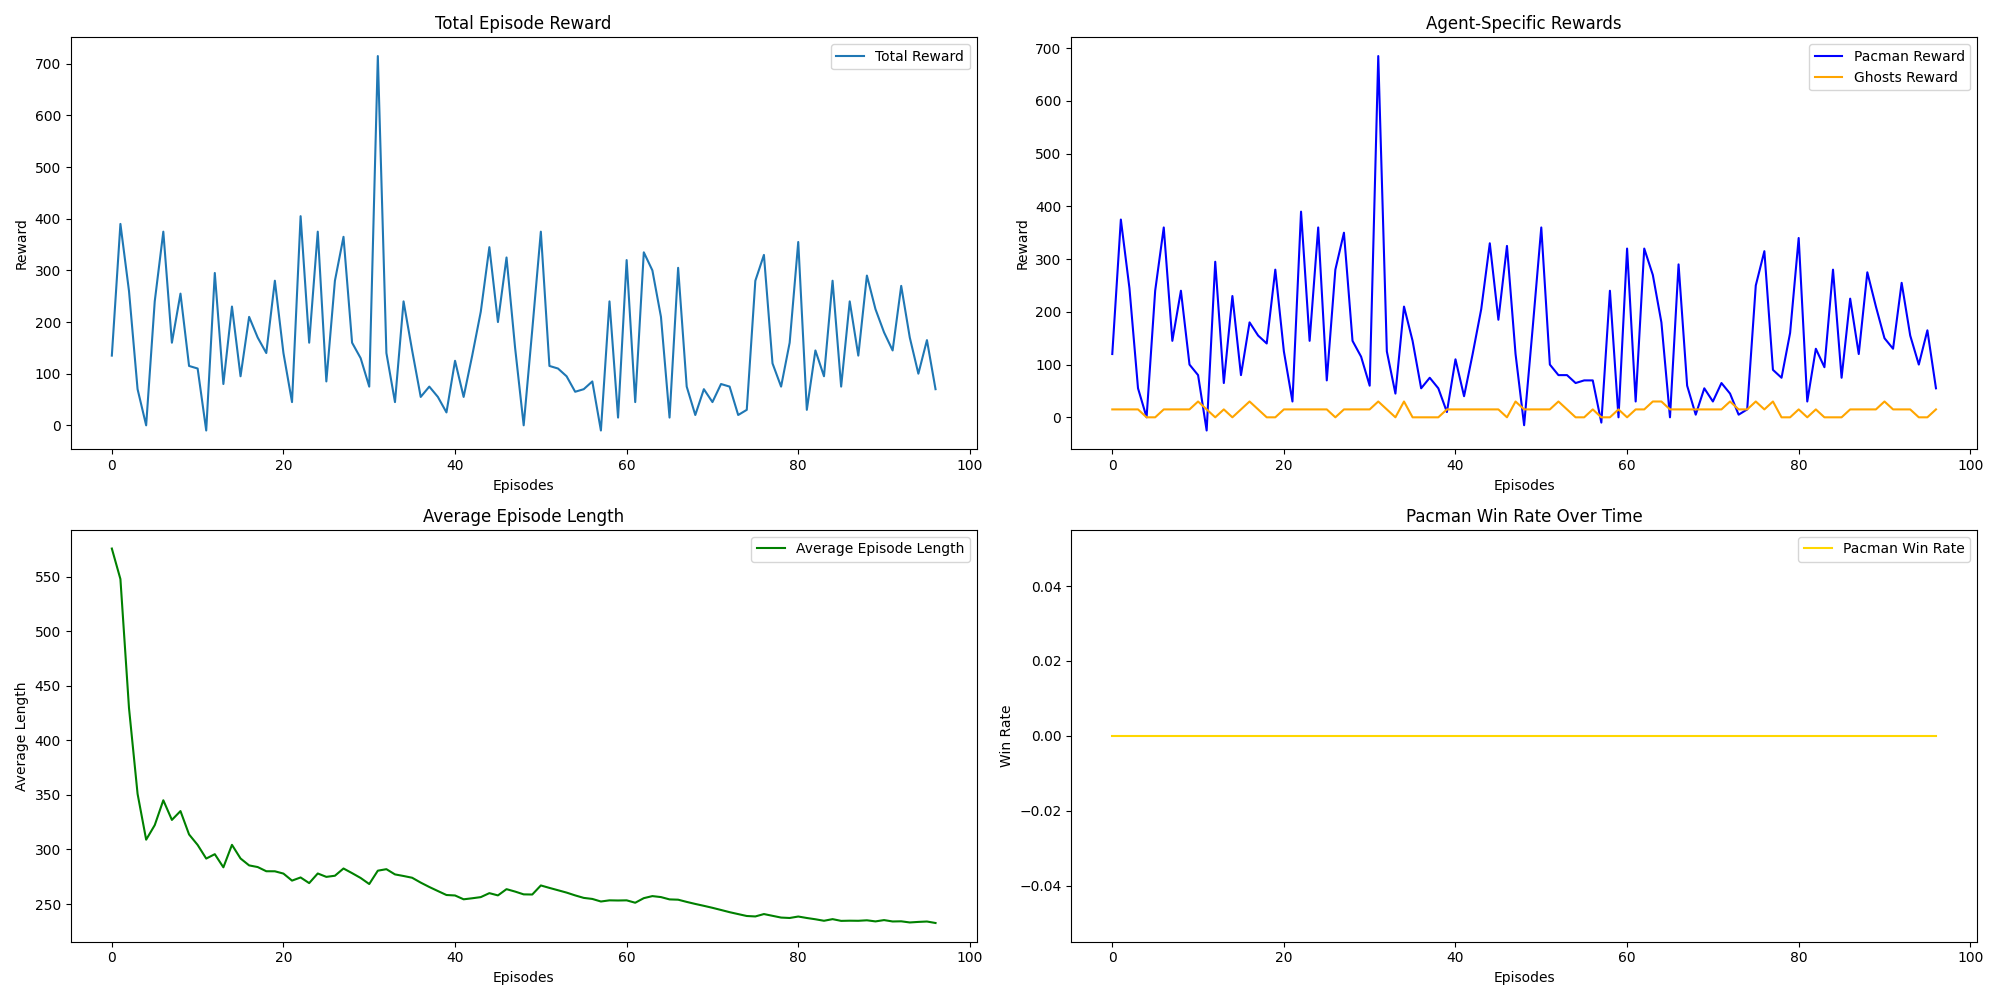 Total Episode Reward
Total Reward
Reward
700
600
500
400
300
200
100
0
0 20 40 60 80 100
Episodes
Agent-Specific Rewards
Pacman Reward
Ghosts Reward
Reward
700
600
500
400
300
200
100
0
0 20 40 60 80 100
Episodes
Average Episode Length
Average Episode Length
Average Length
550
500
450
400
350
300
250
0 20 40 60 80 100
Episodes
Pacman Win Rate Over Time
Pacman Win Rate
Win Rate
0.04
0.02
0.00
−0.02
−0.04
0 20 40 60 80 100
Episodes